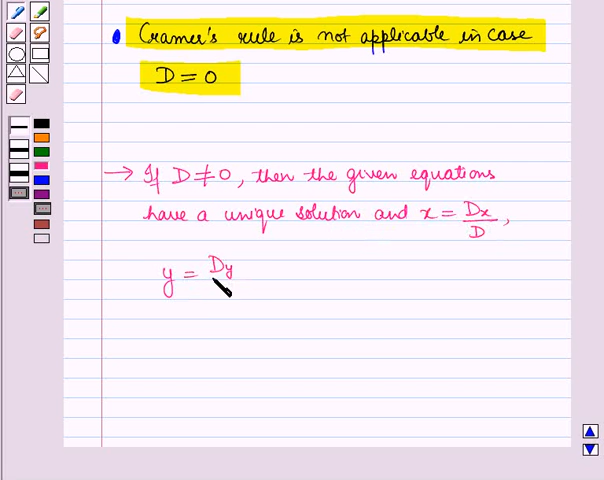 Cramer's rule is not applicable in case
D = 0
→ If D ≠ 0, then the given equations
have a unique solution and x = Dx/D,
y = Dy